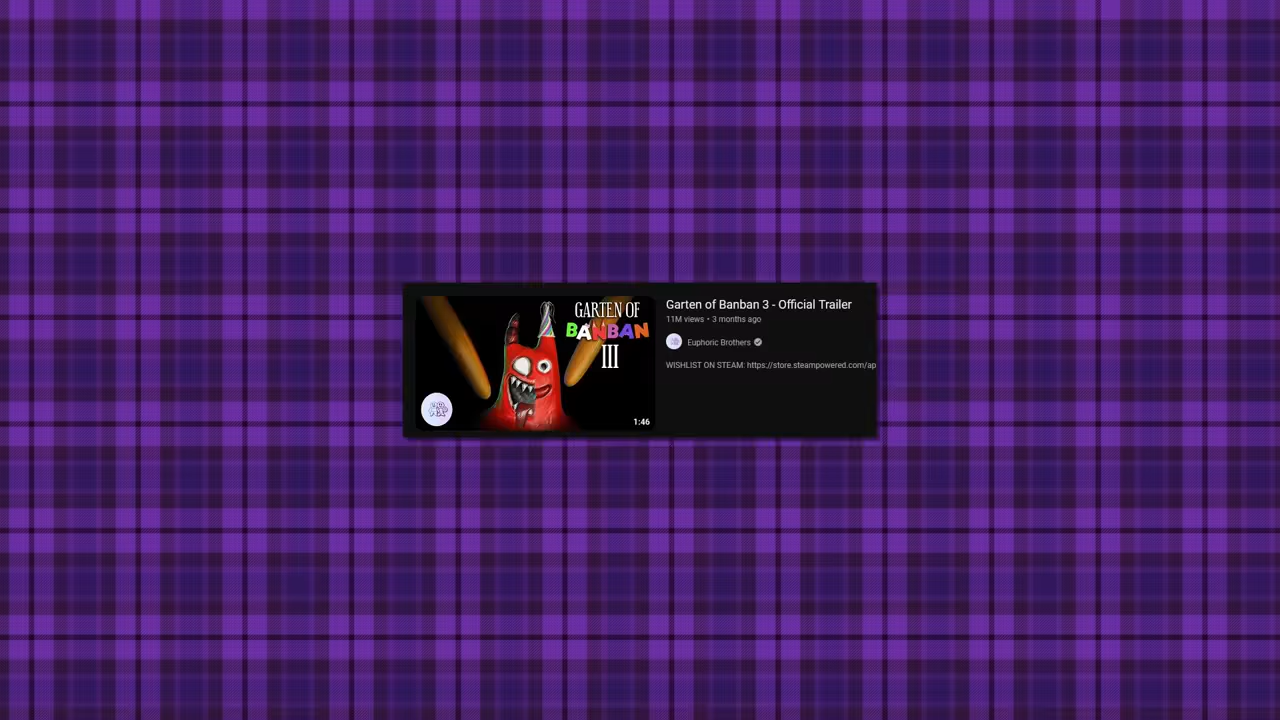 GARTEN OF
BANBAN
III
1:46
Garten of Banban 3 - Official Trailer
11M views • 3 months ago
Euphoric Brothers
WISHLIST ON STEAM: https://store.steampowered.com/ap